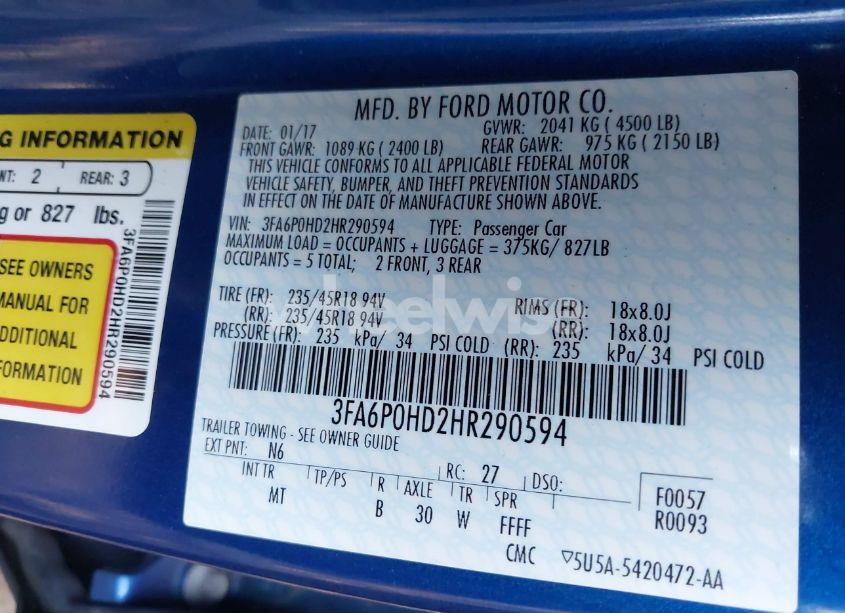 G INFORMATION
NT: 2 REAR: 3
g or 827 lbs.
SEE OWNERS
MANUAL FOR
ADDITIONAL
INFORMATION
3FA6P0HD2HR290594
MFD. BY FORD MOTOR CO.
DATE: 01/17 GVWR: 2041 KG ( 4500 LB)
FRONT GAWR: 1089 KG ( 2400 LB) REAR GAWR: 975 KG ( 2150 LB)
THIS VEHICLE CONFORMS TO ALL APPLICABLE FEDERAL MOTOR
VEHICLE SAFETY, BUMPER, AND THEFT PREVENTION STANDARDS
IN EFFECT ON THE DATE OF MANUFACTURE SHOWN ABOVE.
VIN: 3FA6P0HD2HR290594 TYPE: Passenger Car
MAXIMUM LOAD = OCCUPANTS + LUGGAGE = 375KG/ 827LB
OCCUPANTS = 5 TOTAL; 2 FRONT, 3 REAR
TIRE (FR): 235/45R18 94V RIMS (FR): 18x8.0J
(RR): 235/45R18 94V (RR): 18x8.0J
PRESSURE (FR): 235 kPa/ 34 PSI COLD (RR): 235 kPa/ 34 PSI COLD
wheelwise
3FA6P0HD2HR290594
TRAILER TOWING - SEE OWNER GUIDE
EXT PNT: N6 RC: 27 DSO: F0057
INT TR TP/PS R AXLE TR SPR R0093
MT B 30 W FFFF
CMC ▽5U5A-5420472-AA